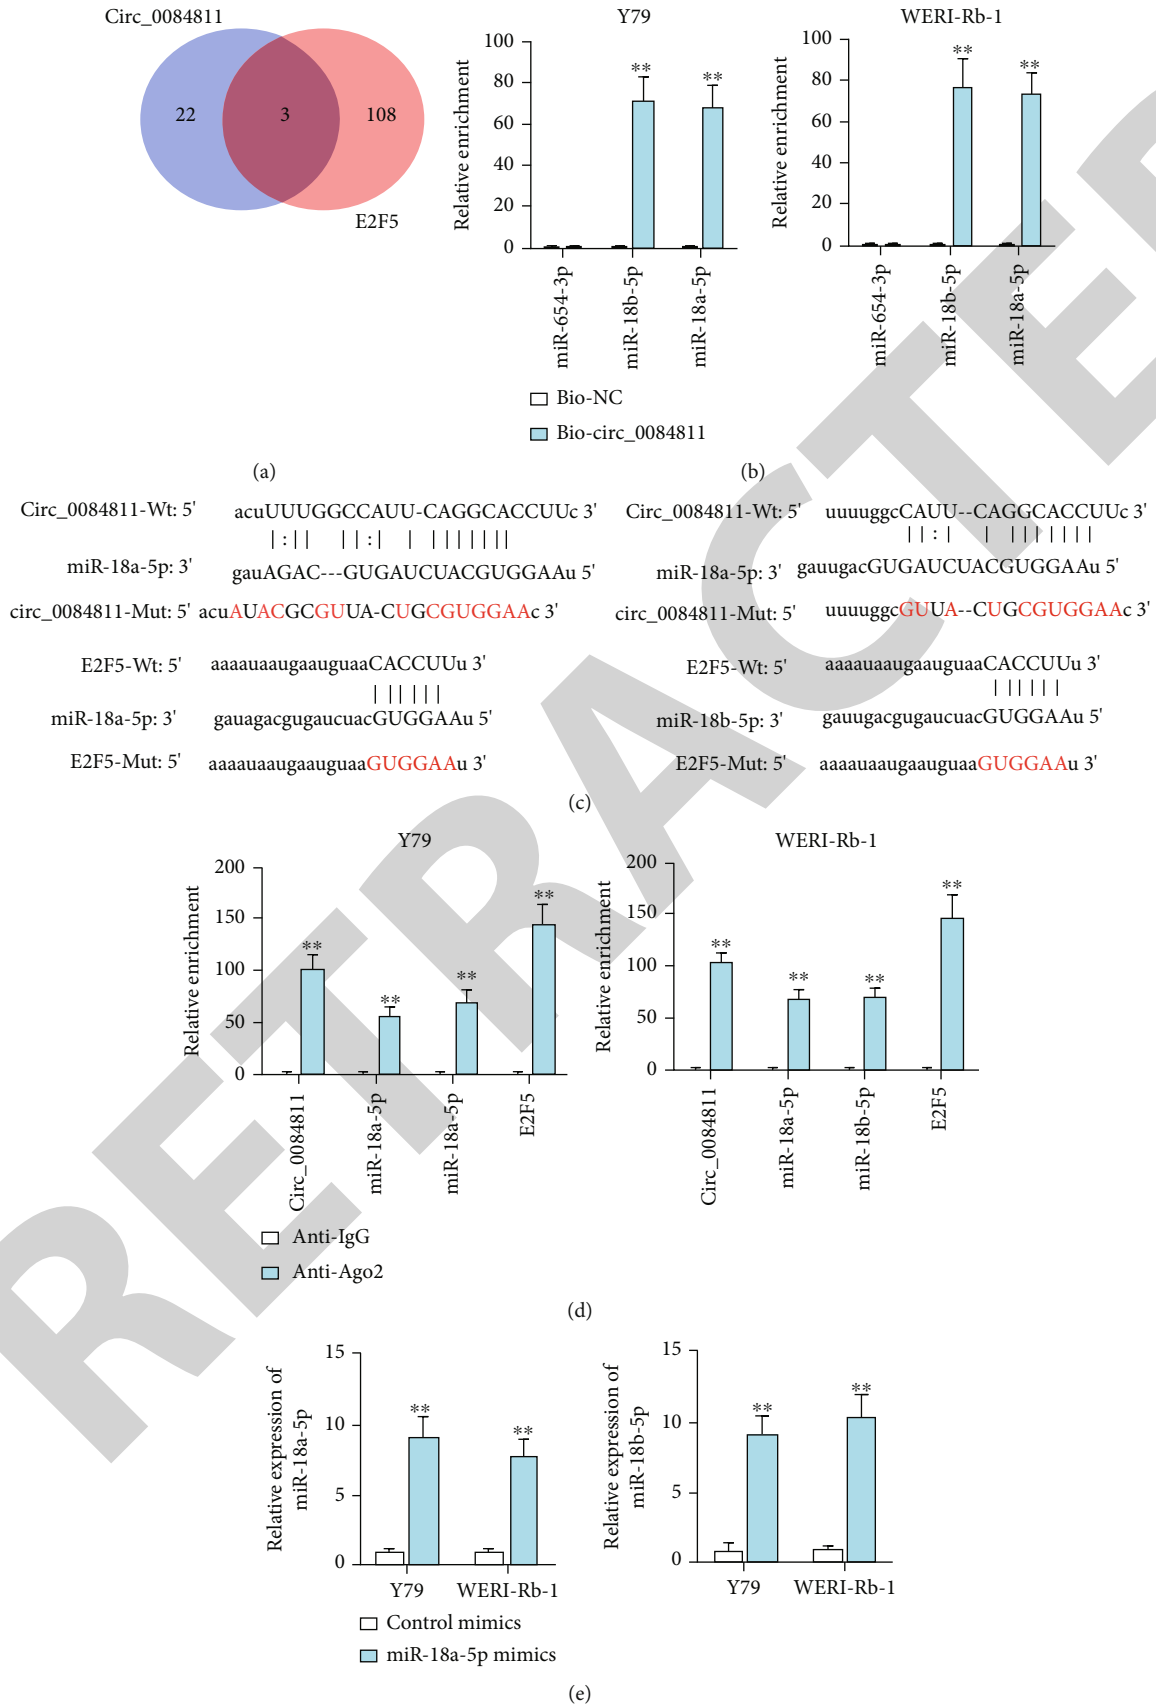 Circ_0084811
22
3
108
E2F5
(a)
Y79
Relative enrichment
100
80
60
40
20
0
**
**
miR-654-3p
miR-18b-5p
miR-18a-5p
WERI-Rb-1
Relative enrichment
100
80
60
40
20
0
**
**
miR-654-3p
miR-18b-5p
miR-18a-5p
Bio-NC
Bio-circ_0084811
(b)
Circ_0084811-Wt: 5' acuUUUGGCCAUU-CAGGCACCUUc 3'
miR-18a-5p: 3' gauAGAC---GUGAUCUACGUGGAAu 5'
circ_0084811-Mut: 5' acuAUACGCGUUA-CUGCGUGGAAc 3'
E2F5-Wt: 5' aaaauaaugaauguaaCACCUUu 3'
miR-18a-5p: 3' gauagacgugaucuacGUGGAAu 5'
E2F5-Mut: 5' aaaauaaugaauguaaGUGGAAu 3'
Circ_0084811-Wt: 5' uuuuggcCAUU--CAGGCACCUUc 3'
miR-18a-5p: 3' gauugacGUGAUCUACGUGGAAu 5'
circ_0084811-Mut: 5' uuuuggcGUUA--CUGCGUGGAAc 3'
E2F5-Wt: 5' aaaauaaugaauguaaCACCUUu 3'
miR-18b-5p: 3' gauugacgugaucuacGUGGAAu 5'
E2F5-Mut: 5' aaaauaaugaauguaaGUGGAAu 3'
(c)
Y79
Relative enrichment
200
150
100
50
0
**
**
**
**
Circ_0084811
miR-18a-5p
miR-18a-5p
E2F5
WERI-Rb-1
Relative enrichment
200
150
100
50
0
**
**
**
**
Circ_0084811
miR-18a-5p
miR-18b-5p
E2F5
Anti-IgG
Anti-Ago2
(d)
Relative expression of
miR-18a-5p
15
10
5
0
**
**
Y79
WERI-Rb-1
Relative expression of
miR-18b-5p
15
10
5
0
**
**
Y79
WERI-Rb-1
Control mimics
miR-18a-5p mimics
(e)
RETRACTED